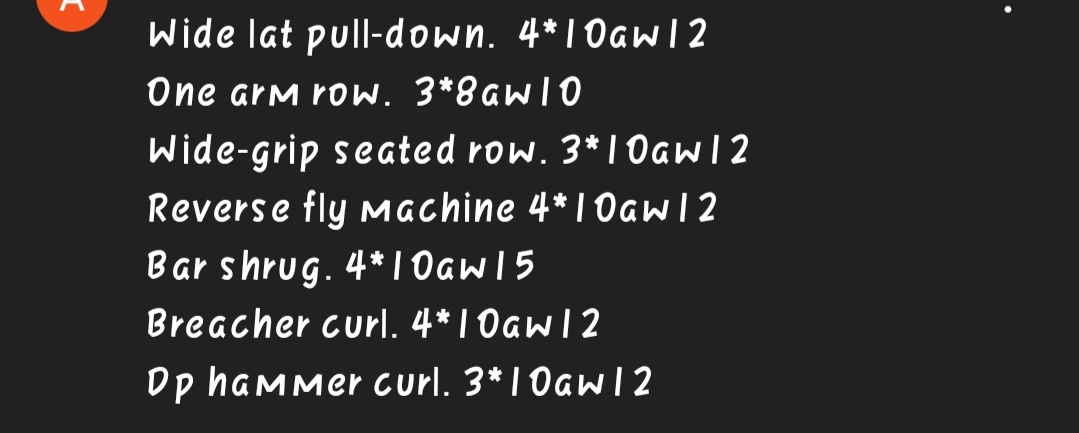 A
Wide lat pull-down. 4*10aw12
One arm row. 3*8aw10
Wide-grip seated row. 3*10aw12
Reverse fly machine 4*10aw12
Bar shrug. 4*10aw15
Breacher curl. 4*10aw12
Dp hammer curl. 3*10aw12